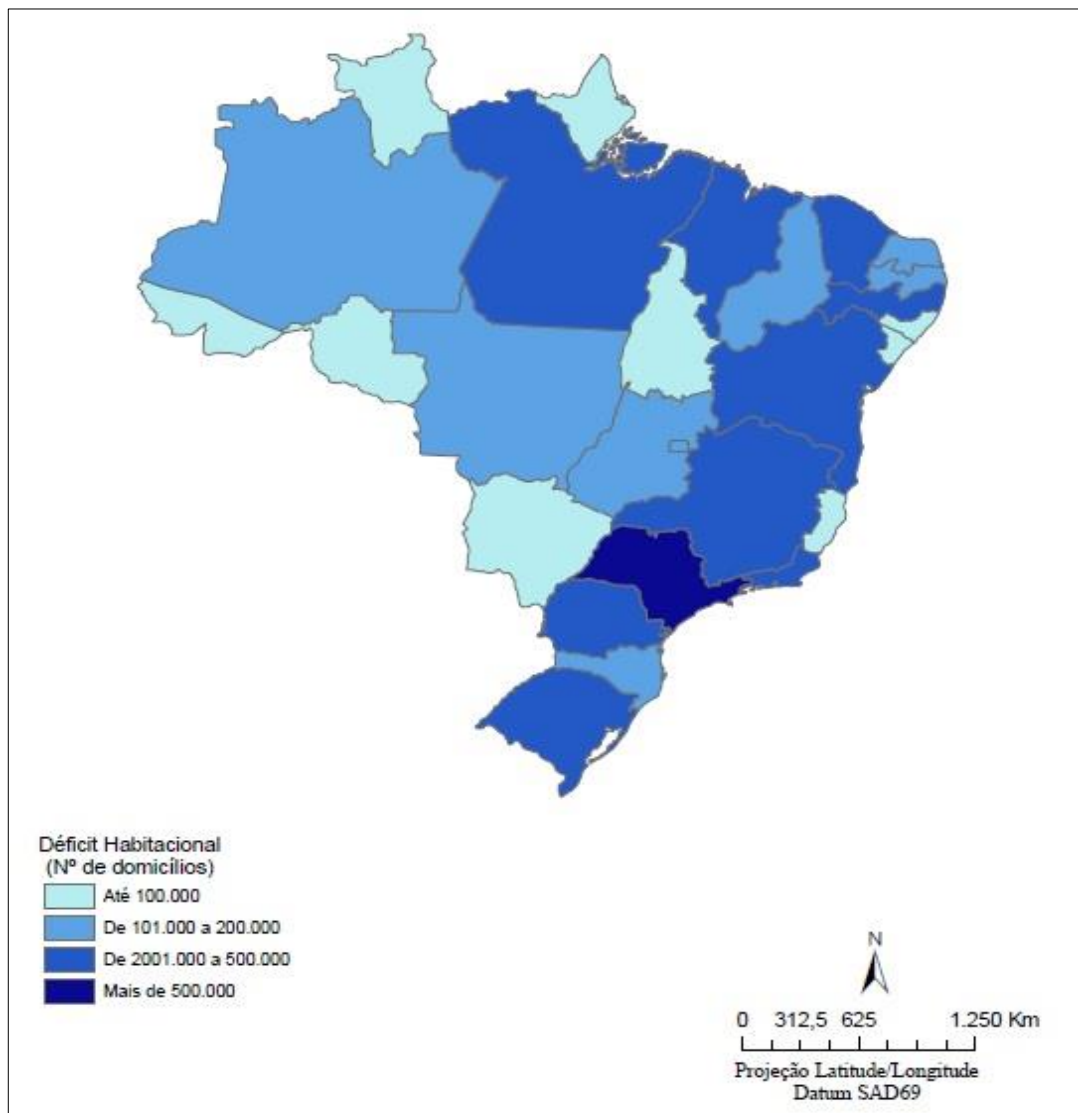 Déficit Habitacional
(Nº de domicílios)
Até 100.000
De 101.000 a 200.000
De 2001.000 a 500.000
Mais de 500.000
N
0 312,5 625 1.250 Km
Projeção Latitude/Longitude
Datum SAD69